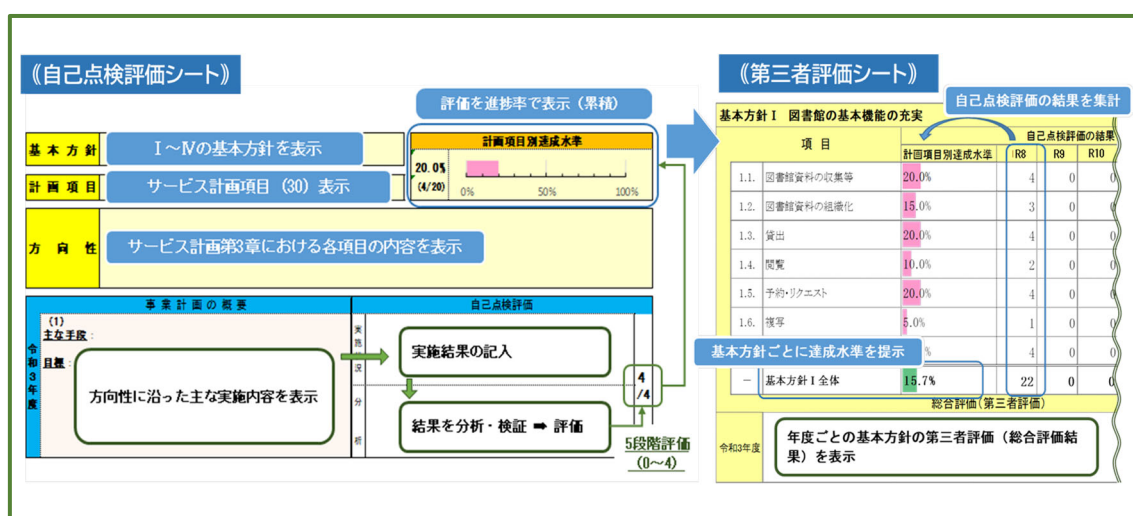 《自己点検評価シート》
評価を進捗率で表示（累積）
基本方針
Ⅰ～Ⅳの基本方針を表示
計画項目別達成水準
20.0%
(4/20)
0%
50%
100%
計画項目
サービス計画項目（30）表示
方向性
サービス計画第3章における各項目の内容を表示
事業計画の概要
自己点検評価
令和3年度
(1)
主な手段：
目標：
方向性に沿った主な実施内容を表示
実施状況
実施結果の記入
分析
結果を分析・検証 ➡ 評価
4
/4
5段階評価
(0～4)
《第三者評価シート》
自己点検評価の結果を集計
基本方針Ⅰ 図書館の基本機能の充実
項目
自己点検評価の結果
計画項目別達成水準 R8 R9 R10
1.1. 図書館資料の収集等 20.0% 4 0 0
1.2. 図書館資料の組織化 15.0% 3 0 0
1.3. 貸出 20.0% 4 0 0
1.4. 閲覧 10.0% 2 0 0
1.5. 予約・リクエスト 20.0% 4 0 0
1.6. 複写 5.0% 1 0 0
基本方針ごとに達成水準を提示 % 4 0 0
－ 基本方針Ⅰ全体 15.7% 22 0 0
総合評価(第三者評価)
令和3年度
年度ごとの基本方針の第三者評価（総合評価結
果）を表示